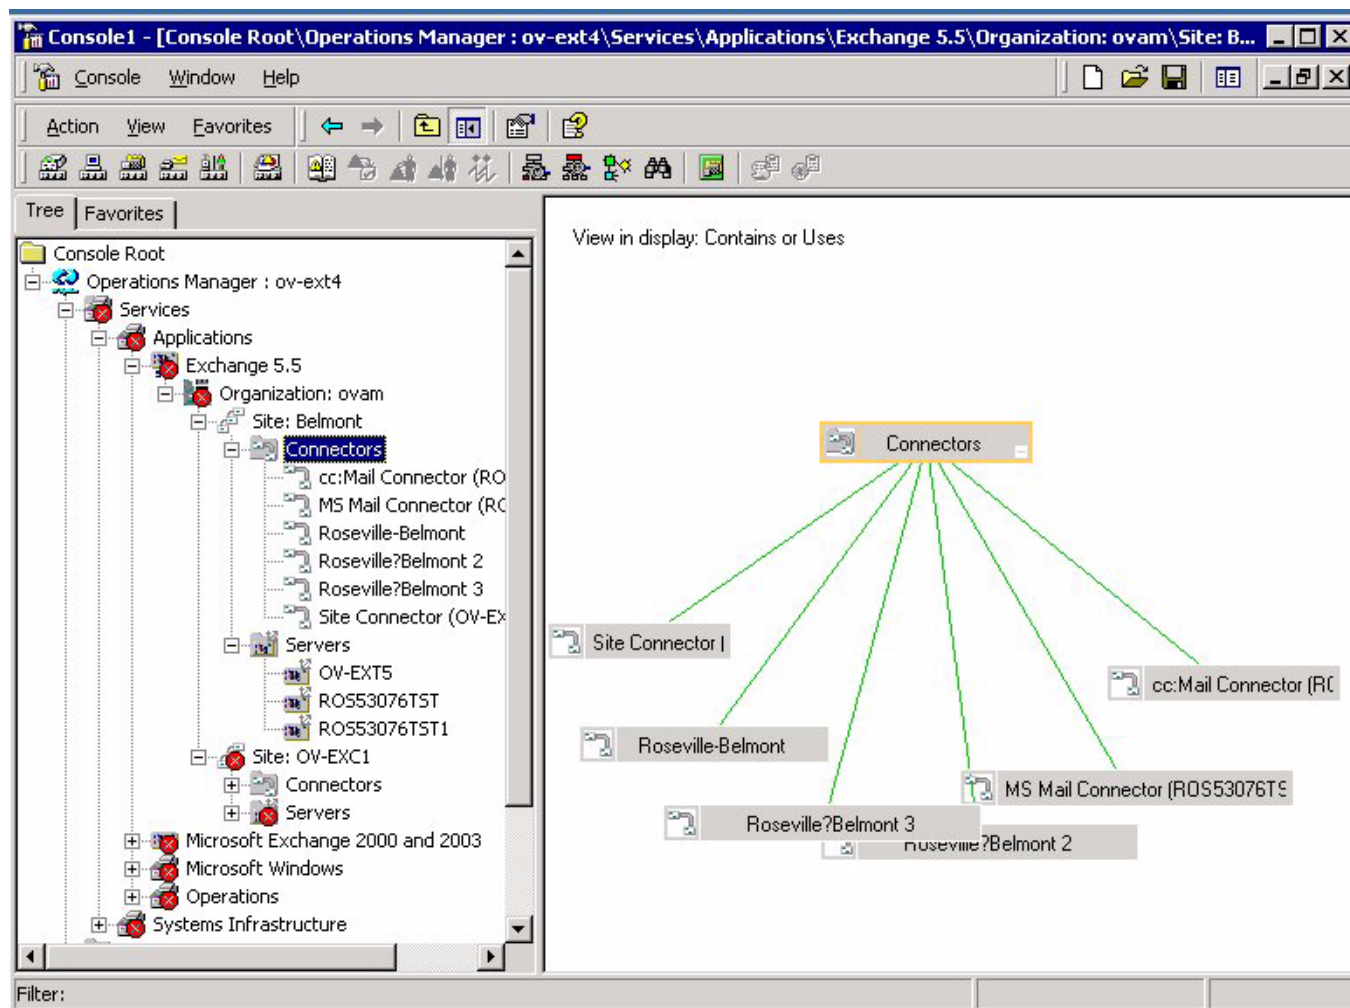 Console1 - [Console Root\Operations Manager : ov-ext4\Services\Applications\Exchange 5.5\Organization: ovam\Site: B...
Console Window Help
Action View Favorites
Tree Favorites
Console Root
Operations Manager : ov-ext4
Services
Applications
Exchange 5.5
Organization: ovam
Site: Belmont
Connectors
cc:Mail Connector (RO
MS Mail Connector (RO
Roseville-Belmont
Roseville?Belmont 2
Roseville?Belmont 3
Site Connector (OV-EX
Servers
OV-EXT5
ROS53076TST
ROS53076TST1
Site: OV-EXC1
Connectors
Servers
Microsoft Exchange 2000 and 2003
Microsoft Windows
Operations
Systems Infrastructure
View in display: Contains or Uses
Connectors
Site Connector (
cc:Mail Connector (RO
Roseville-Belmont
MS Mail Connector (ROS53076TS
Roseville?Belmont 3
Roseville?Belmont 2
Filter: